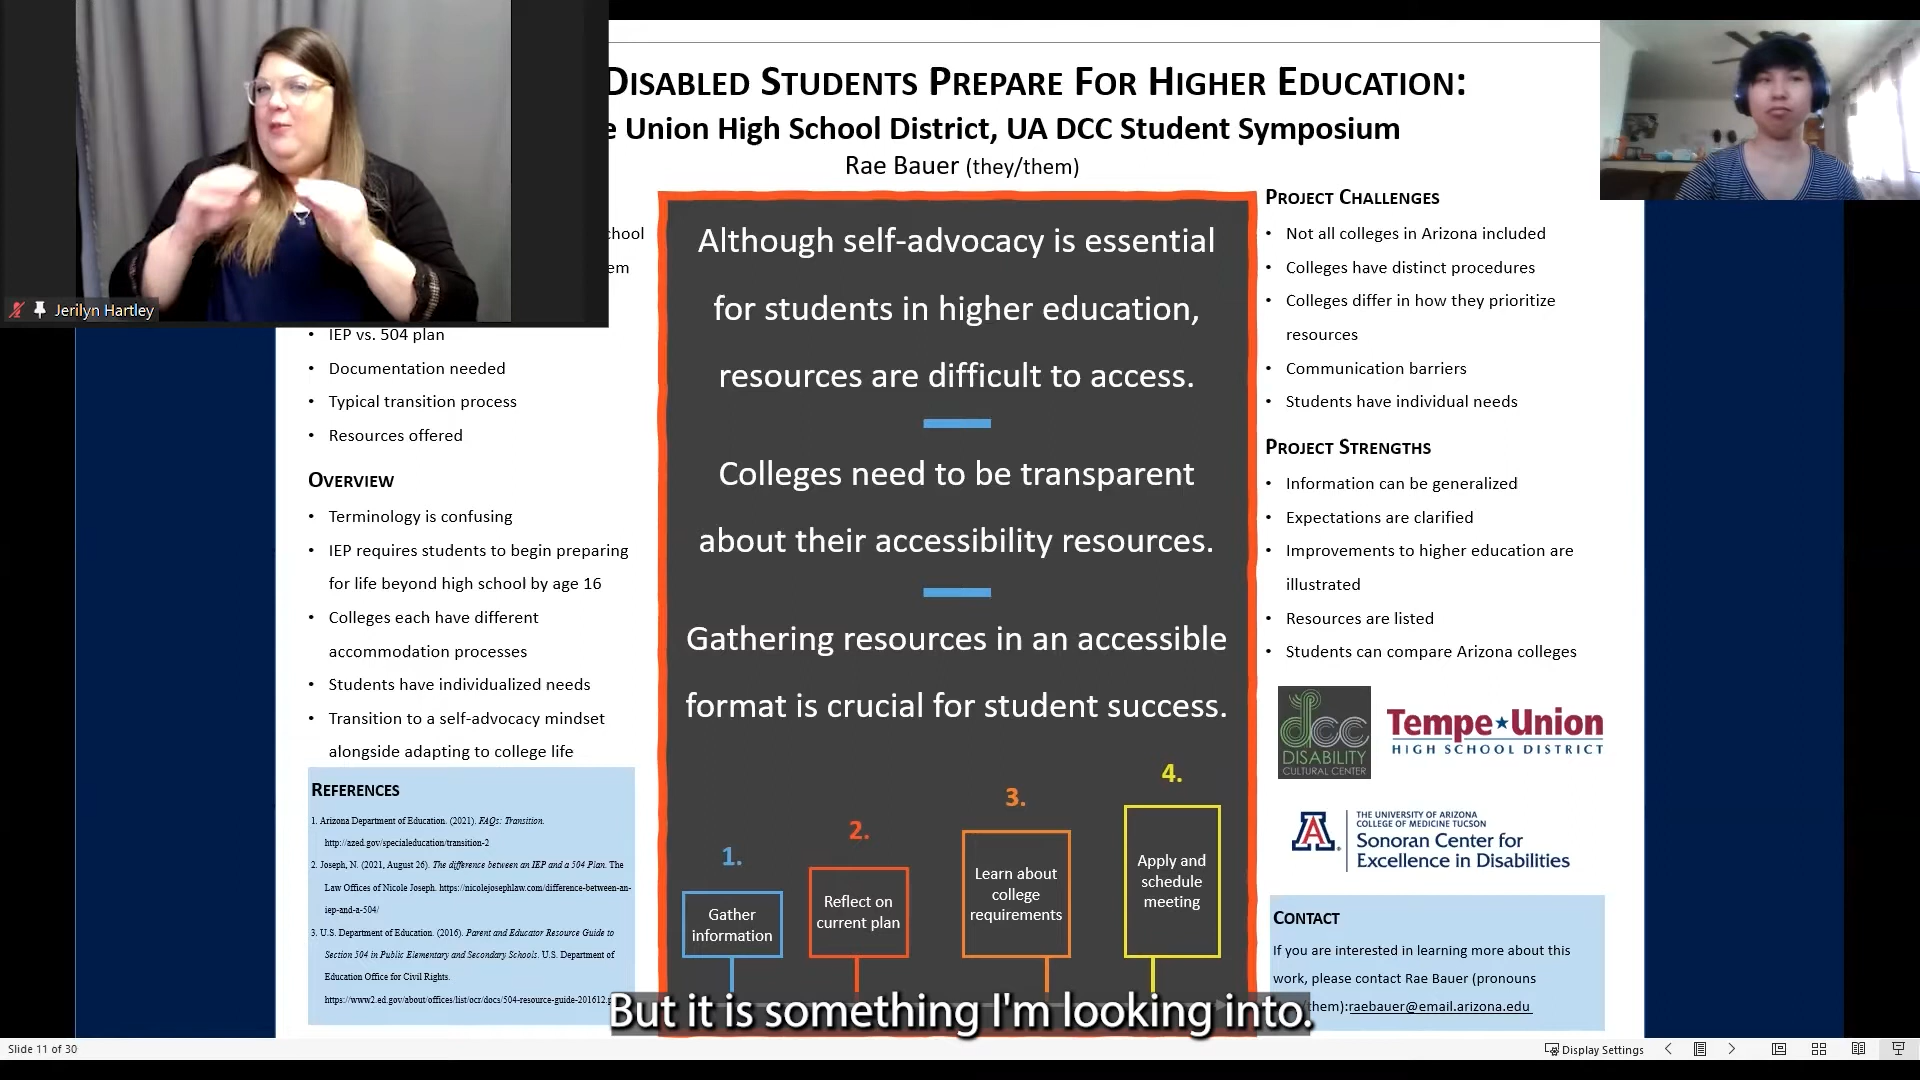 DISABLED STUDENTS PREPARE FOR HIGHER EDUCATION:
Union High School District, UA DCC Student Symposium
Rae Bauer (they/them)
Jerilyn Hartley
• IEP vs. 504 plan
• Documentation needed
• Typical transition process
• Resources offered
OVERVIEW
• Terminology is confusing
• IEP requires students to begin preparing
for life beyond high school by age 16
• Colleges each have different
accommodation processes
• Students have individualized needs
• Transition to a self-advocacy mindset
alongside adapting to college life
REFERENCES
1. Arizona Department of Education. (2021). FAQs: Transition.
http://azed.gov/specialeducation/transition-2
2. Joseph, N. (2021, August 26). The difference between an IEP and a 504 Plan. The
Law Offices of Nicole Joseph. https://nicolejosephlaw.com/difference-between-an-
iep-and-a-504/
3. U.S. Department of Education. (2016). Parent and Educator Resource Guide to
Section 504 in Public Elementary and Secondary Schools. U.S. Department of
Education Office for Civil Rights.
https://www2.ed.gov/about/offices/list/ocr/docs/504-resource-guide-201612.p
Although self-advocacy is essential
for students in higher education,
resources are difficult to access.
Colleges need to be transparent
about their accessibility resources.
Gathering resources in an accessible
format is crucial for student success.
1.
Gather
information
2.
Reflect on
current plan
3.
Learn about
college
requirements
4.
Apply and
schedule
meeting
PROJECT CHALLENGES
• Not all colleges in Arizona included
• Colleges have distinct procedures
• Colleges differ in how they prioritize
resources
• Communication barriers
• Students have individual needs
PROJECT STRENGTHS
• Information can be generalized
• Expectations are clarified
• Improvements to higher education are
illustrated
• Resources are listed
• Students can compare Arizona colleges
dcc
DISABILITY
CULTURAL CENTER
Tempe Union
HIGH SCHOOL DISTRICT
A
THE UNIVERSITY OF ARIZONA
COLLEGE OF MEDICINE TUCSON
Sonoran Center for
Excellence in Disabilities
CONTACT
If you are interested in learning more about this
work, please contact Rae Bauer (pronouns
/them):raebauer@email.arizona.edu
But it is something I'm looking into.
Slide 11 of 30
Display Settings